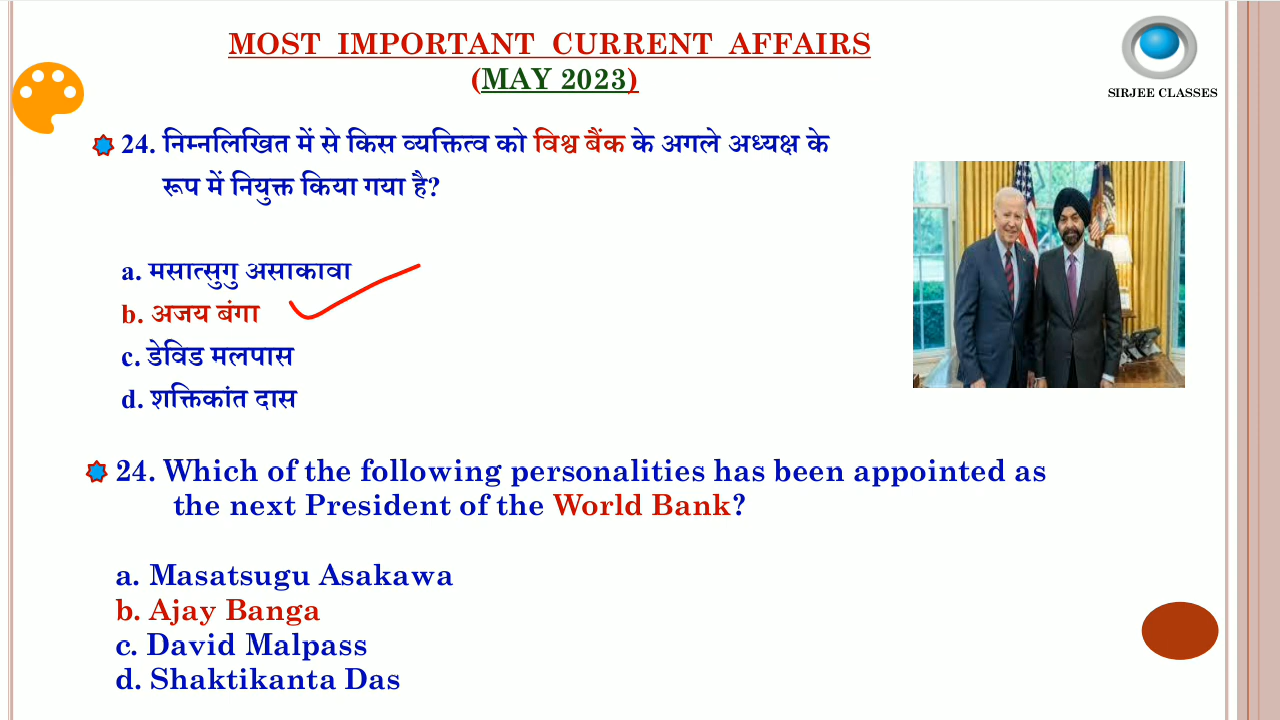 MOST IMPORTANT CURRENT AFFAIRS
(MAY 2023)
SIRJEE CLASSES
24. निम्नलिखित में से किस व्यक्तित्व को विश्व बैंक के अगले अध्यक्ष के
रूप में नियुक्त किया गया है?
a. मसात्सुगु असाकावा
b. अजय बंगा
c. डेविड मलपास
d. शक्तिकांत दास
24. Which of the following personalities has been appointed as
the next President of the World Bank?
a. Masatsugu Asakawa
b. Ajay Banga
c. David Malpass
d. Shaktikanta Das